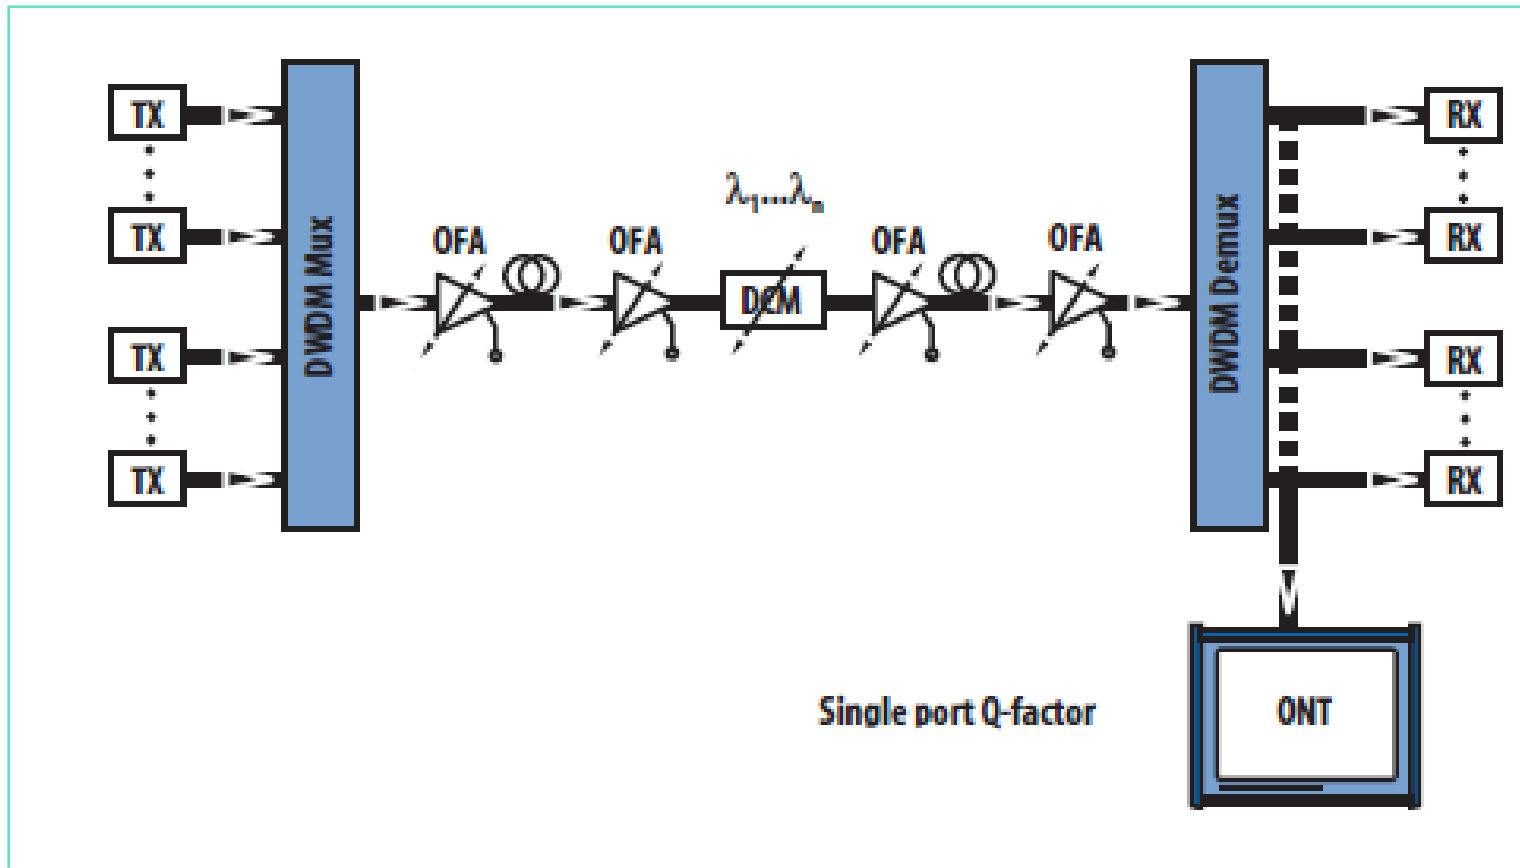 TX
TX
TX
TX
DWDM Mux
OFA
OFA
λ1...λn
DCM
OFA
OFA
DWDM Demux
RX
RX
RX
RX
Single port Q-factor
ONT